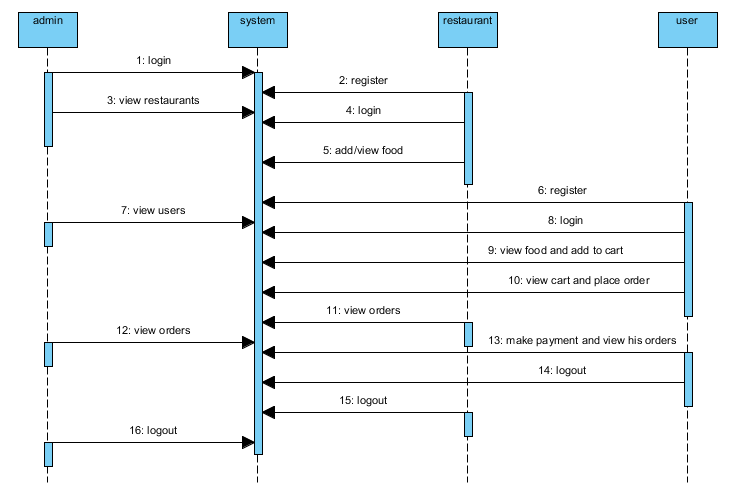 admin
system
restaurant
user
1: login
2: register
3: view restaurants
4: login
5: add/view food
6: register
7: view users
8: login
9: view food and add to cart
10: view cart and place order
11: view orders
12: view orders
13: make payment and view his orders
14: logout
15: logout
16: logout